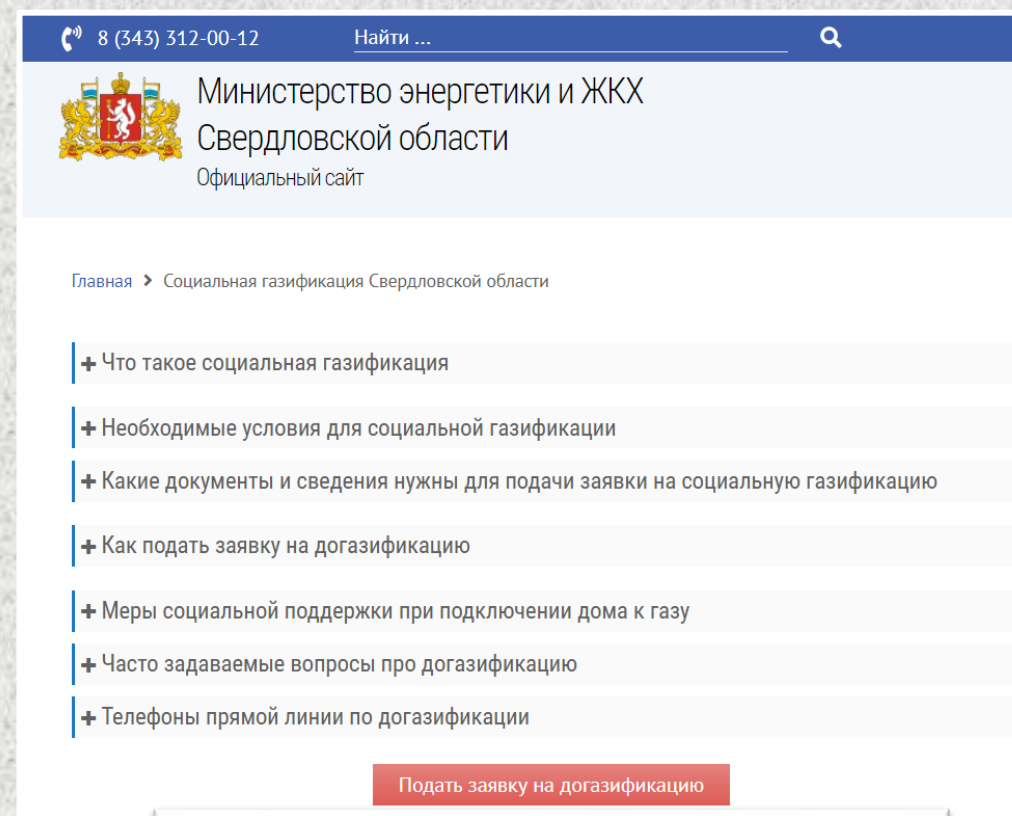 8 (343) 312-00-12
Найти ...
Министерство энергетики и ЖКХ
Свердловской области
Официальный сайт
Главная > Социальная газификация Свердловской области
+ Что такое социальная газификация
+ Необходимые условия для социальной газификации
+ Какие документы и сведения нужны для подачи заявки на социальную газификацию
+ Как подать заявку на догазификацию
+ Меры социальной поддержки при подключении дома к газу
+ Часто задаваемые вопросы про догазификацию
+ Телефоны прямой линии по догазификации
Подать заявку на догазификацию